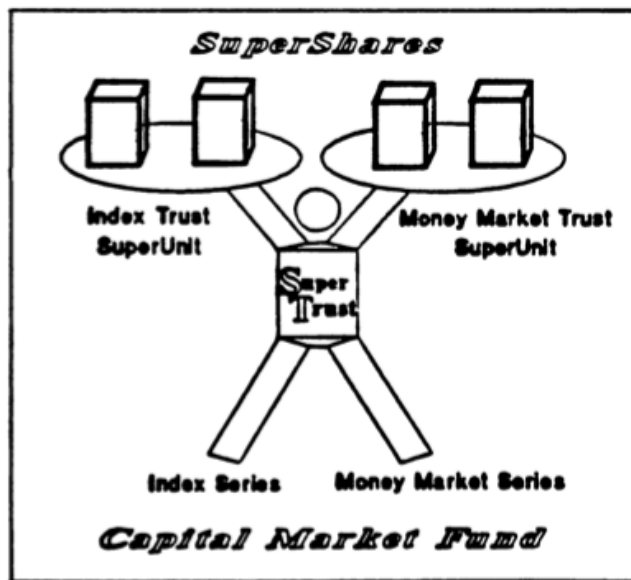 SuperShares
Index Trust
SuperUnit
Money Market Trust
SuperUnit
Super
Trust
Index Series
Money Market Series
Capital Market Fund